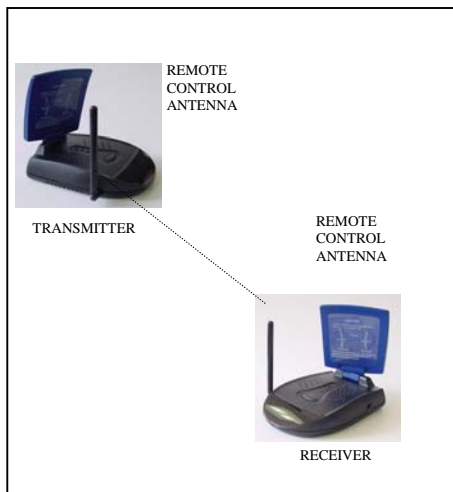 REMOTE
CONTROL
ANTENNA
TRANSMITTER
REMOTE
CONTROL
ANTENNA
RECEIVER